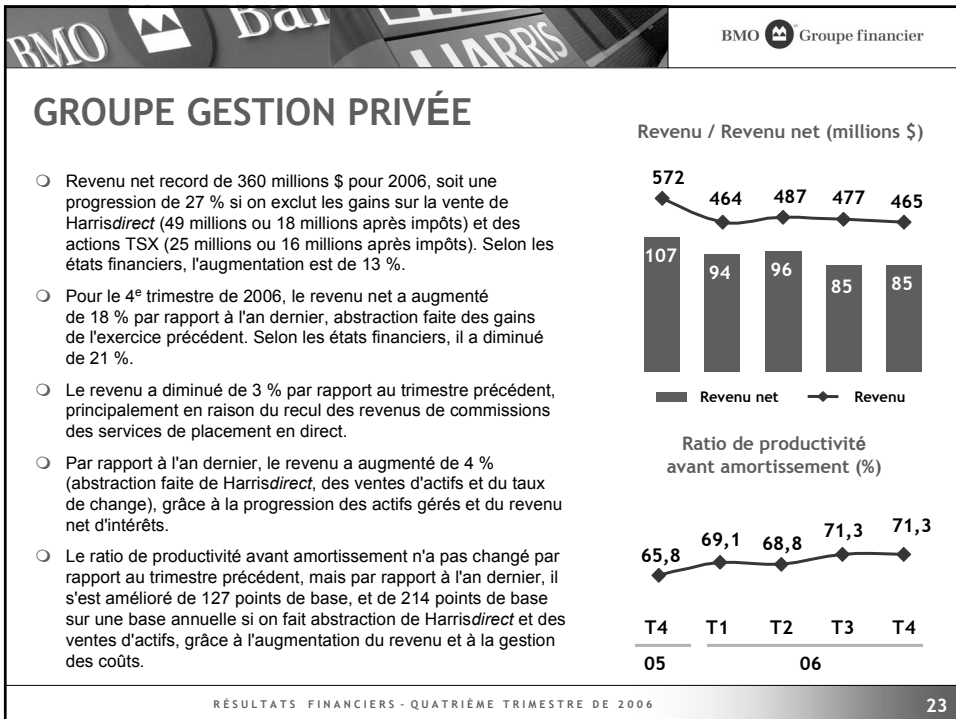 BMO Bar HARRIS
BMO Groupe financier
GROUPE GESTION PRIVÉE
Revenu net record de 360 millions $ pour 2006, soit une
progression de 27 % si on exclut les gains sur la vente de
Harrisdirect (49 millions ou 18 millions après impôts) et des
actions TSX (25 millions ou 16 millions après impôts). Selon les
états financiers, l'augmentation est de 13 %.
Pour le 4e trimestre de 2006, le revenu net a augmenté
de 18 % par rapport à l'an dernier, abstraction faite des gains
de l'exercice précédent. Selon les états financiers, il a diminué
de 21 %.
Le revenu a diminué de 3 % par rapport au trimestre précédent,
principalement en raison du recul des revenus de commissions
des services de placement en direct.
Par rapport à l'an dernier, le revenu a augmenté de 4 %
(abstraction faite de Harrisdirect, des ventes d'actifs et du taux
de change), grâce à la progression des actifs gérés et du revenu
net d'intérêts.
Le ratio de productivité avant amortissement n'a pas changé par
rapport au trimestre précédent, mais par rapport à l'an dernier, il
s'est amélioré de 127 points de base, et de 214 points de base
sur une base annuelle si on fait abstraction de Harrisdirect et des
ventes d'actifs, grâce à l'augmentation du revenu et à la gestion
des coûts.
Revenu / Revenu net (millions $)
572 464 487 477 465
107 94 96 85 85
Revenu net Revenu
Ratio de productivité
avant amortissement (%)
65,8 69,1 68,8 71,3 71,3
T4 T1 T2 T3 T4
05 06
RÉSULTATS FINANCIERS - QUATRIÈME TRIMESTRE DE 2006
23